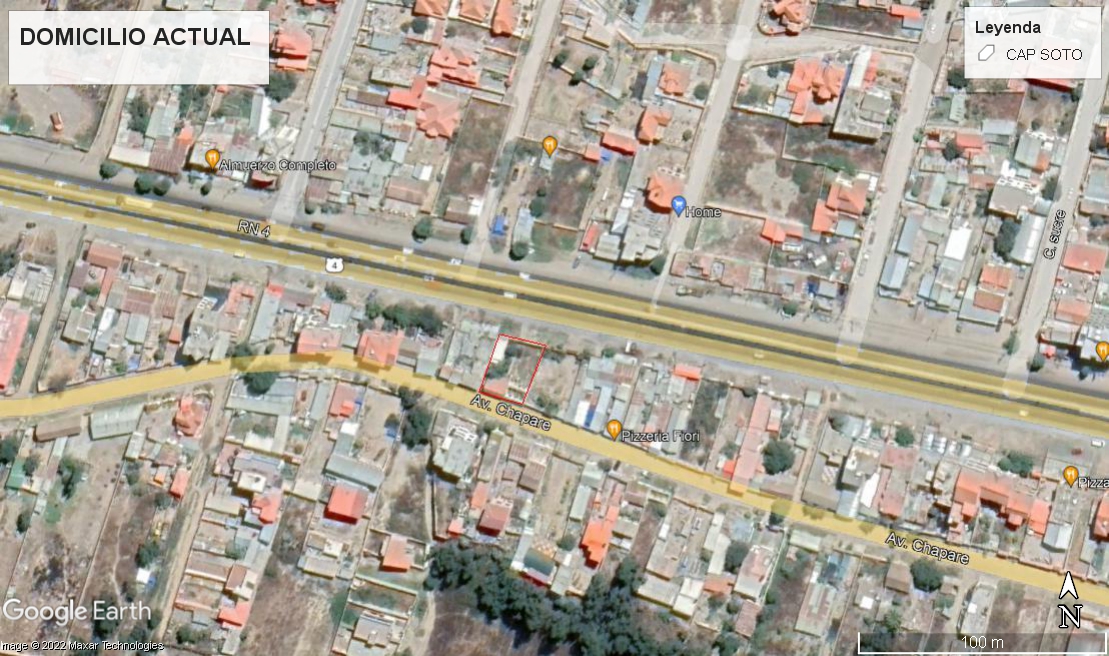 DOMICILIO ACTUAL
Leyenda
CAP SOTO
Almuerzo Completo
Home
RN 4
4
C. sucre
Av. Chapare
Pizzeria Fiori
Pizza
Av. Chapare
N
100 m
Google Earth
mage © 2022 Maxar Technologies